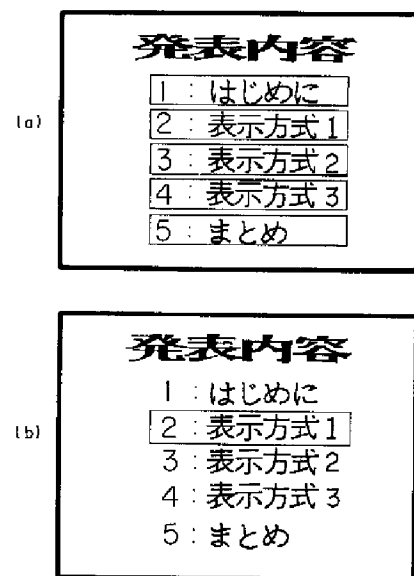 (a)
発表内容
1：はじめに
2：表示方式1
3：表示方式2
4：表示方式3
5：まとめ
(b)
発表内容
1：はじめに
2：表示方式1
3：表示方式2
4：表示方式3
5：まとめ